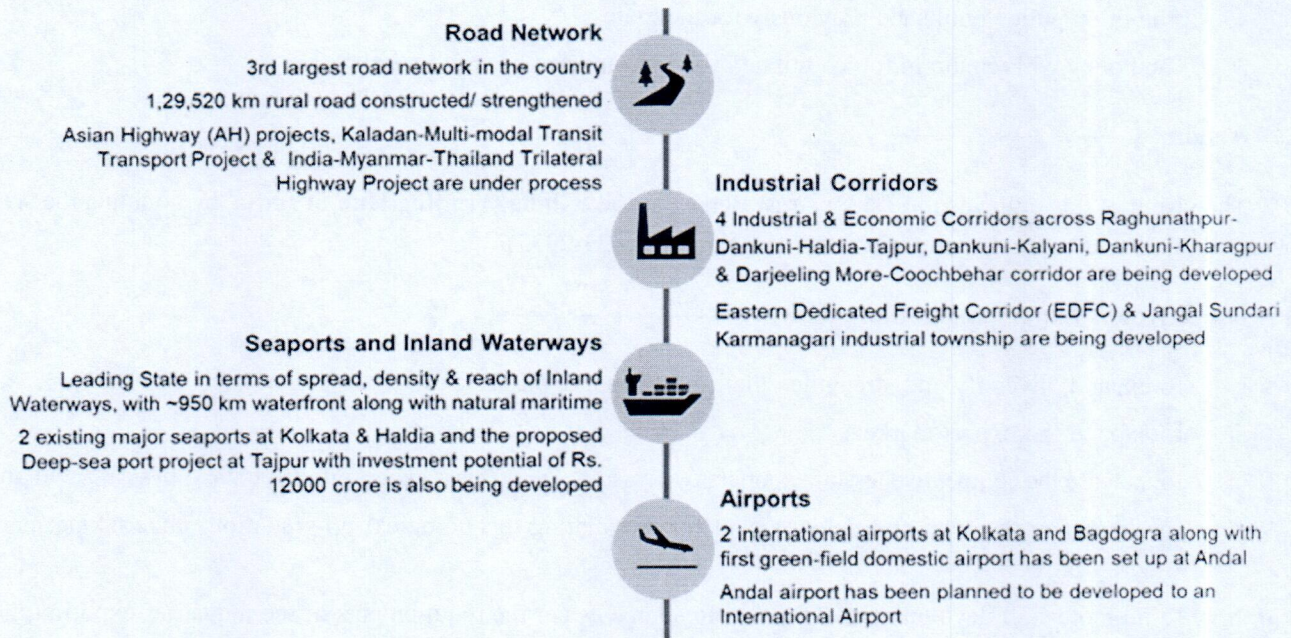 Road Network
3rd largest road network in the country
1,29,520 km rural road constructed/ strengthened
Asian Highway (AH) projects, Kaladan-Multi-modal Transit
Transport Project & India-Myanmar-Thailand Trilateral
Highway Project are under process
Industrial Corridors
4 Industrial & Economic Corridors across Raghunathpur-
Dankuni-Haldia-Tajpur, Dankuni-Kalyani, Dankuni-Kharagpur
& Darjeeling More-Coochbehar corridor are being developed
Eastern Dedicated Freight Corridor (EDFC) & Jangal Sundari
Karmanagari industrial township are being developed
Seaports and Inland Waterways
Leading State in terms of spread, density & reach of Inland
Waterways, with ~950 km waterfront along with natural maritime
2 existing major seaports at Kolkata & Haldia and the proposed
Deep-sea port project at Tajpur with investment potential of Rs.
12000 crore is also being developed
Airports
2 international airports at Kolkata and Bagdogra along with
first green-field domestic airport has been set up at Andal
Andal airport has been planned to be developed to an
International Airport